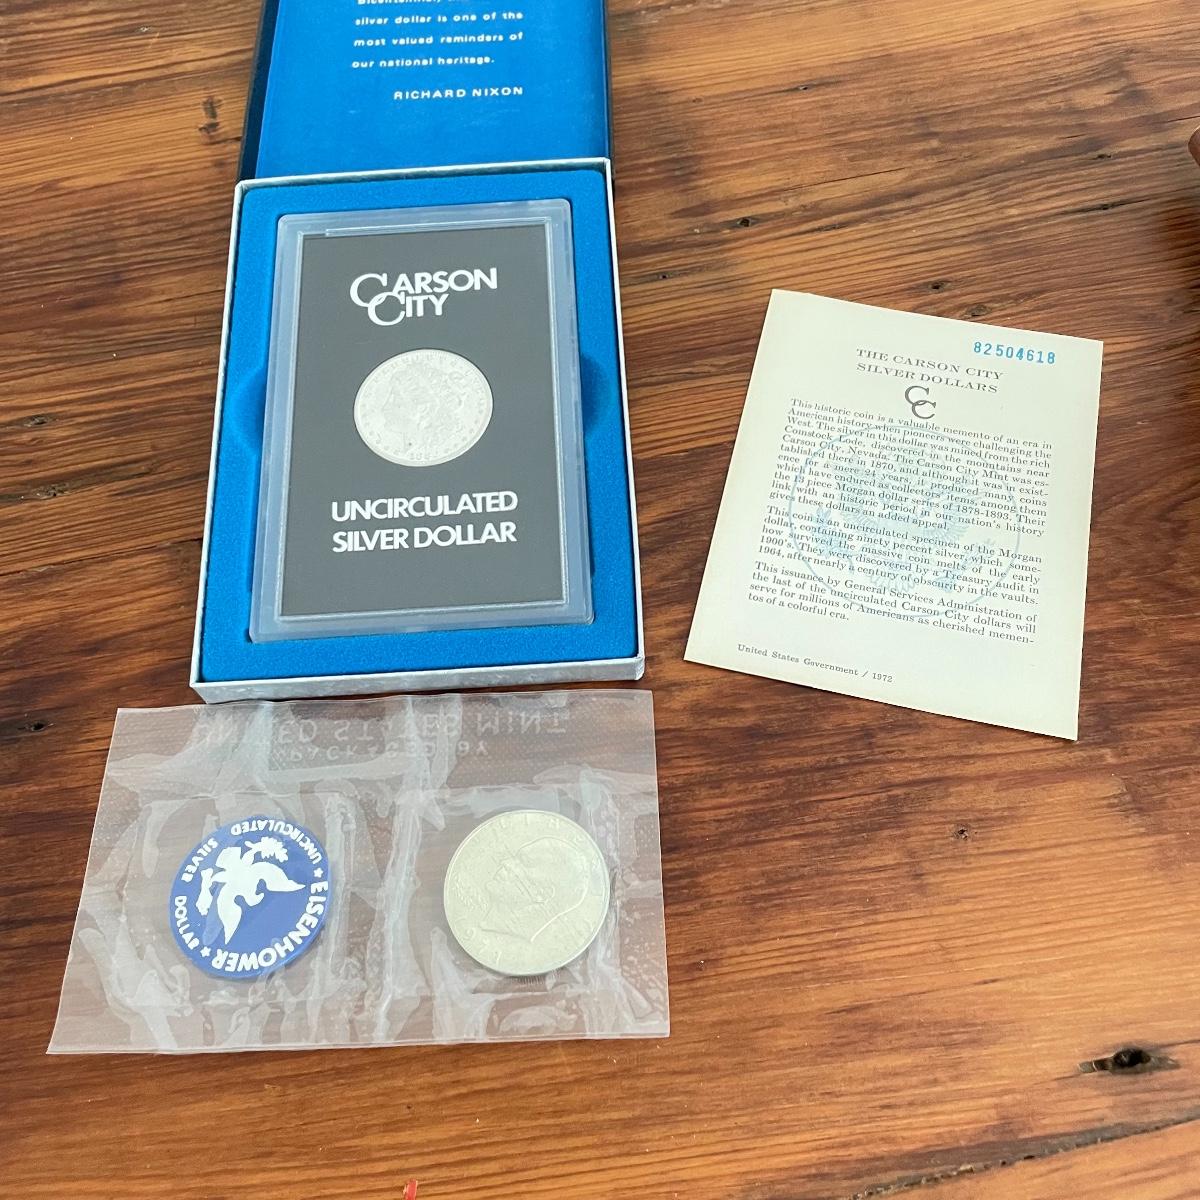 silver dollar is one of the
most valued reminders of
our national heritage.
RICHARD NIXON
CARSON
CITY
UNCIRCULATED
SILVER DOLLAR
82504618
THE CARSON CITY
SILVER DOLLARS
CC
This historic coin is a valuable memento of an era in
American history when pioneers were challenging the
West. The silver in this dollar was mined from the rich
Comstock Lode, discovered in the mountains near
Carson City, Nevada. The Carson City Mint was es-
tablished there in 1870, and although it was in exist-
ence for a mere 24 years, it produced many coins
which have endured as collectors items, among them
the 13 piece Morgan dollar series of 1878-1893. Their
link with an historic period in our nation's history
gives these dollars an added appeal.
This coin is an uncirculated specimen of the Morgan
dollar, containing ninety percent silver, which some-
how survived the massive coin melts of the early
1900's. They were discovered by a Treasury audit in
1964, after nearly a century of obscurity in the vaults.
This issuance by General Services Administration of
the last of the uncirculated Carson City dollars will
serve for millions of Americans as cherished memen-
tos of a colorful era.
United States Government / 1972
UNITED STATES MINT
PACKAGED BY
UNCIRCULATED SILVER DOLLAR
★ EISENHOWER ★
LIBERTY